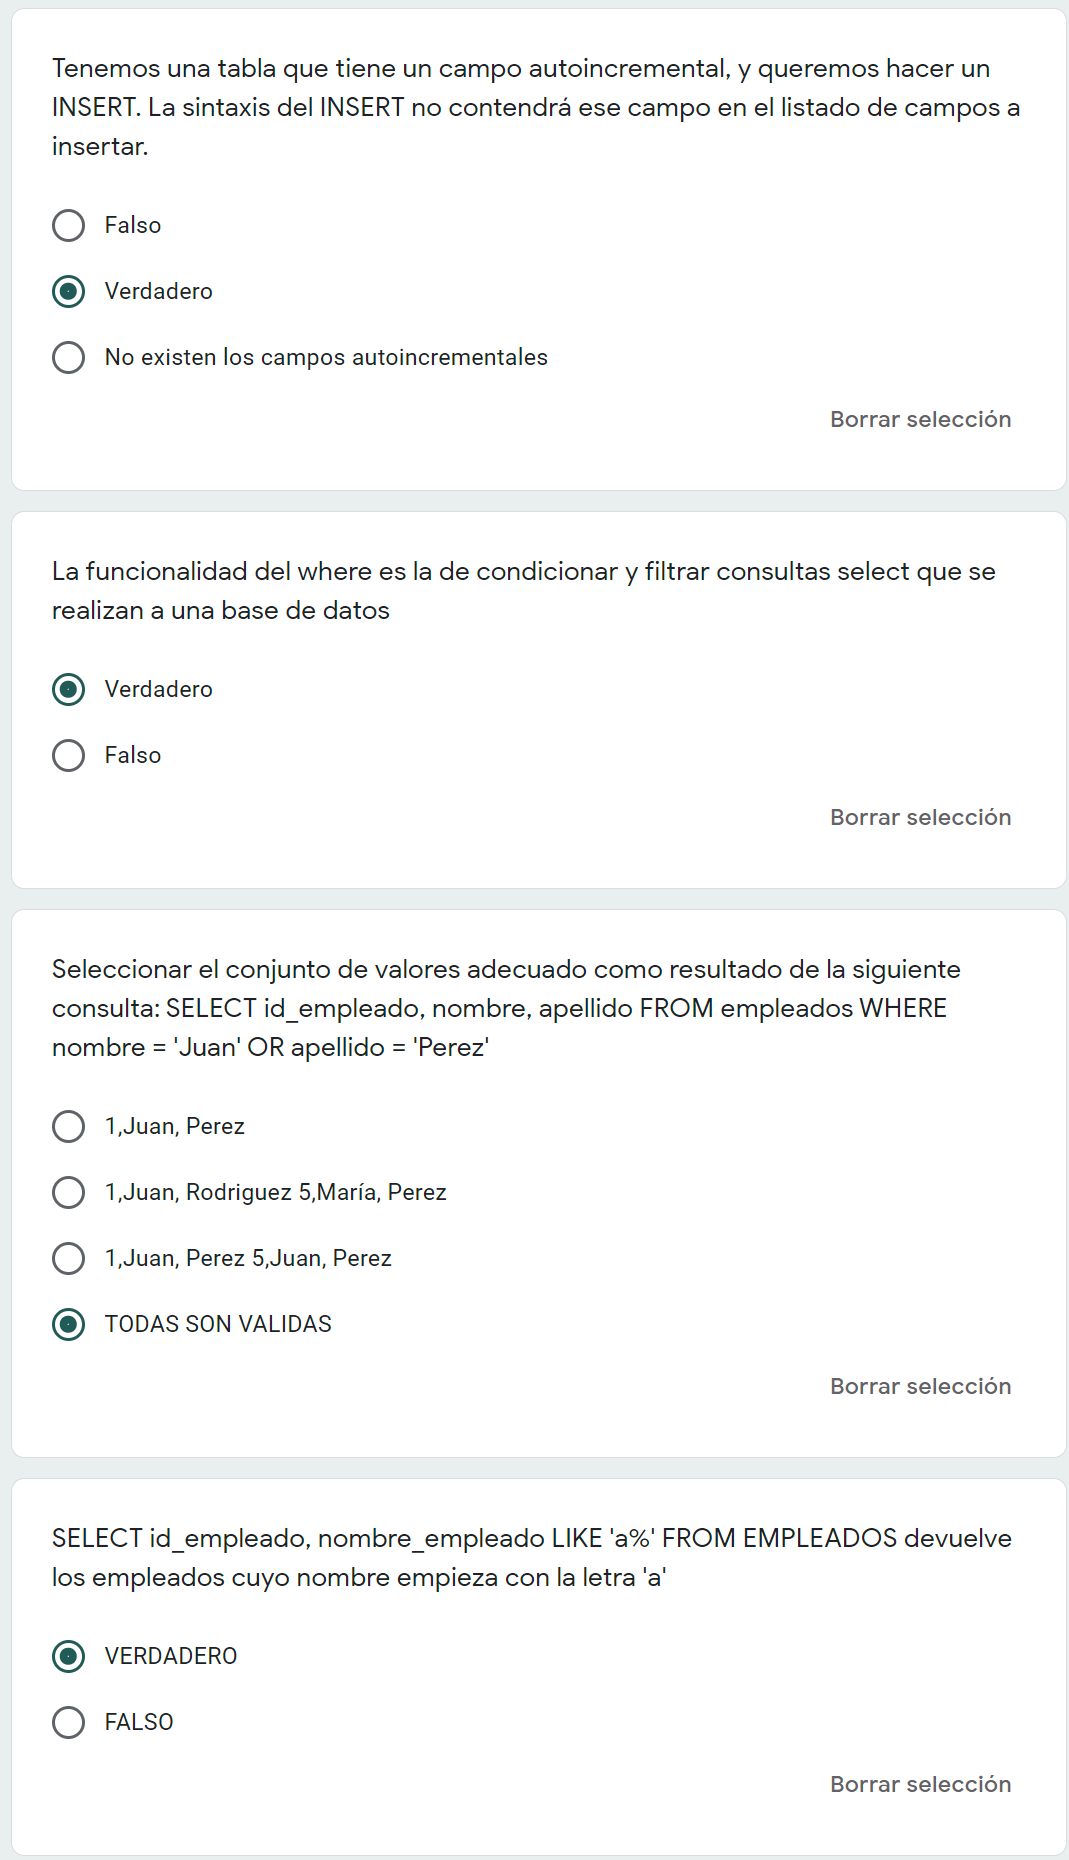 Tenemos una tabla que tiene un campo autoincremental, y queremos hacer un
INSERT. La sintaxis del INSERT no contendrá ese campo en el listado de campos a
insertar.
Falso
Verdadero
No existen los campos autoincrementales
Borrar selección
La funcionalidad del where es la de condicionar y filtrar consultas select que se
realizan a una base de datos
Verdadero
Falso
Borrar selección
Seleccionar el conjunto de valores adecuado como resultado de la siguiente
consulta: SELECT id_empleado, nombre, apellido FROM empleados WHERE
nombre = 'Juan' OR apellido = 'Perez'
1,Juan, Perez
1,Juan, Rodriguez 5,María, Perez
1,Juan, Perez 5,Juan, Perez
TODAS SON VALIDAS
Borrar selección
SELECT id_empleado, nombre_empleado LIKE 'a%' FROM EMPLEADOS devuelve
los empleados cuyo nombre empieza con la letra 'a'
VERDADERO
FALSO
Borrar selección